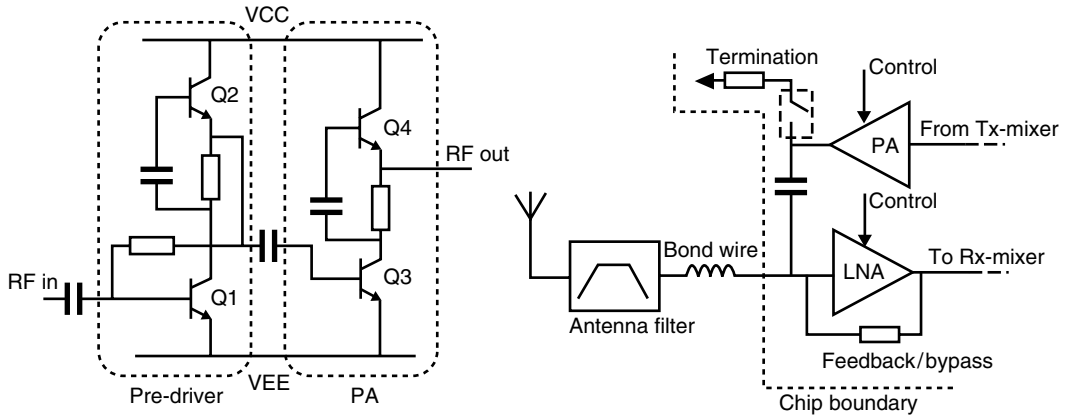 VCC
Q2
Q4
RF out
RF in
Q1
Q3
VEE
Pre-driver
PA
Termination
Control
PA
From Tx-mixer
Control
Bond wire
LNA
To Rx-mixer
Antenna filter
Feedback/bypass
Chip boundary